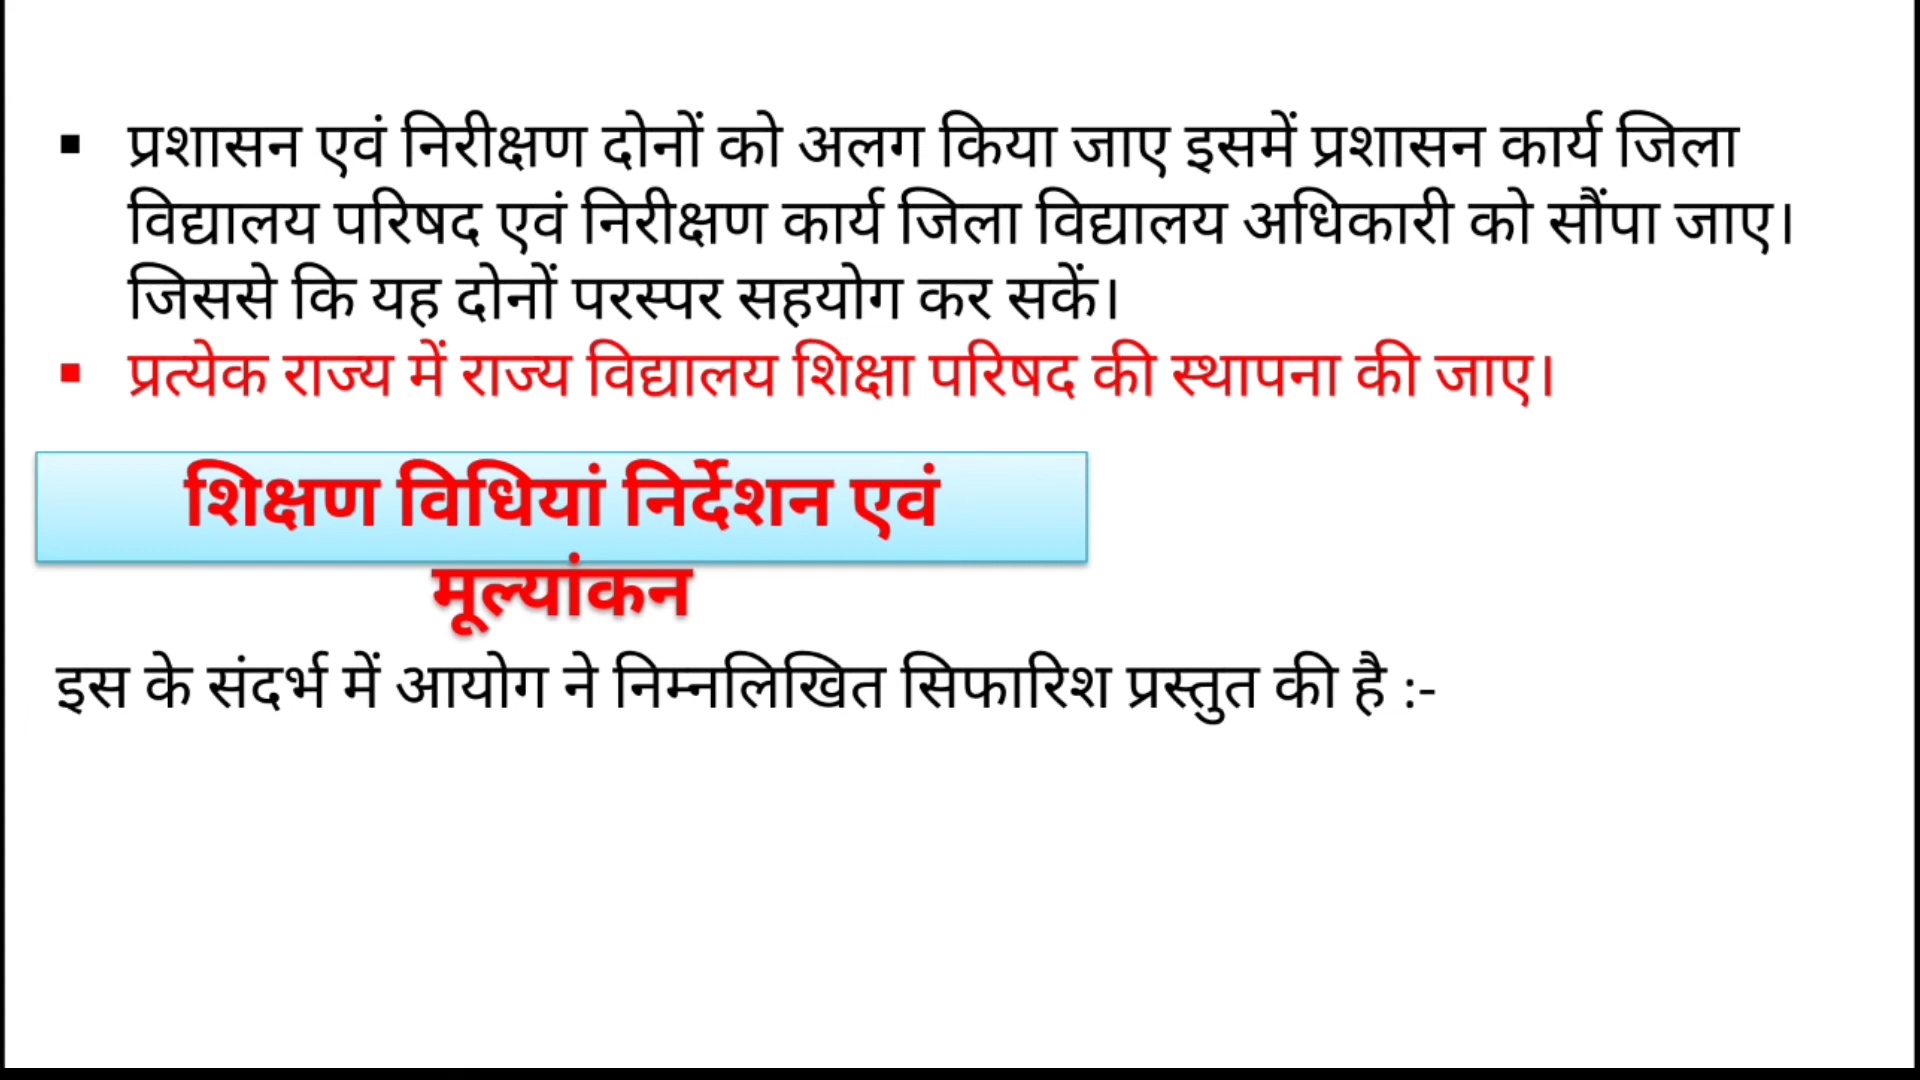 ▪ प्रशासन एवं निरीक्षण दोनों को अलग किया जाए इसमें प्रशासन कार्य जिला
विद्यालय परिषद एवं निरीक्षण कार्य जिला विद्यालय अधिकारी को सौंपा जाए।
जिससे कि यह दोनों परस्पर सहयोग कर सकें।
▪ प्रत्येक राज्य में राज्य विद्यालय शिक्षा परिषद की स्थापना की जाए।
शिक्षण विधियां निर्देशन एवं
मूल्यांकन
इस के संदर्भ में आयोग ने निम्नलिखित सिफारिश प्रस्तुत की है :-